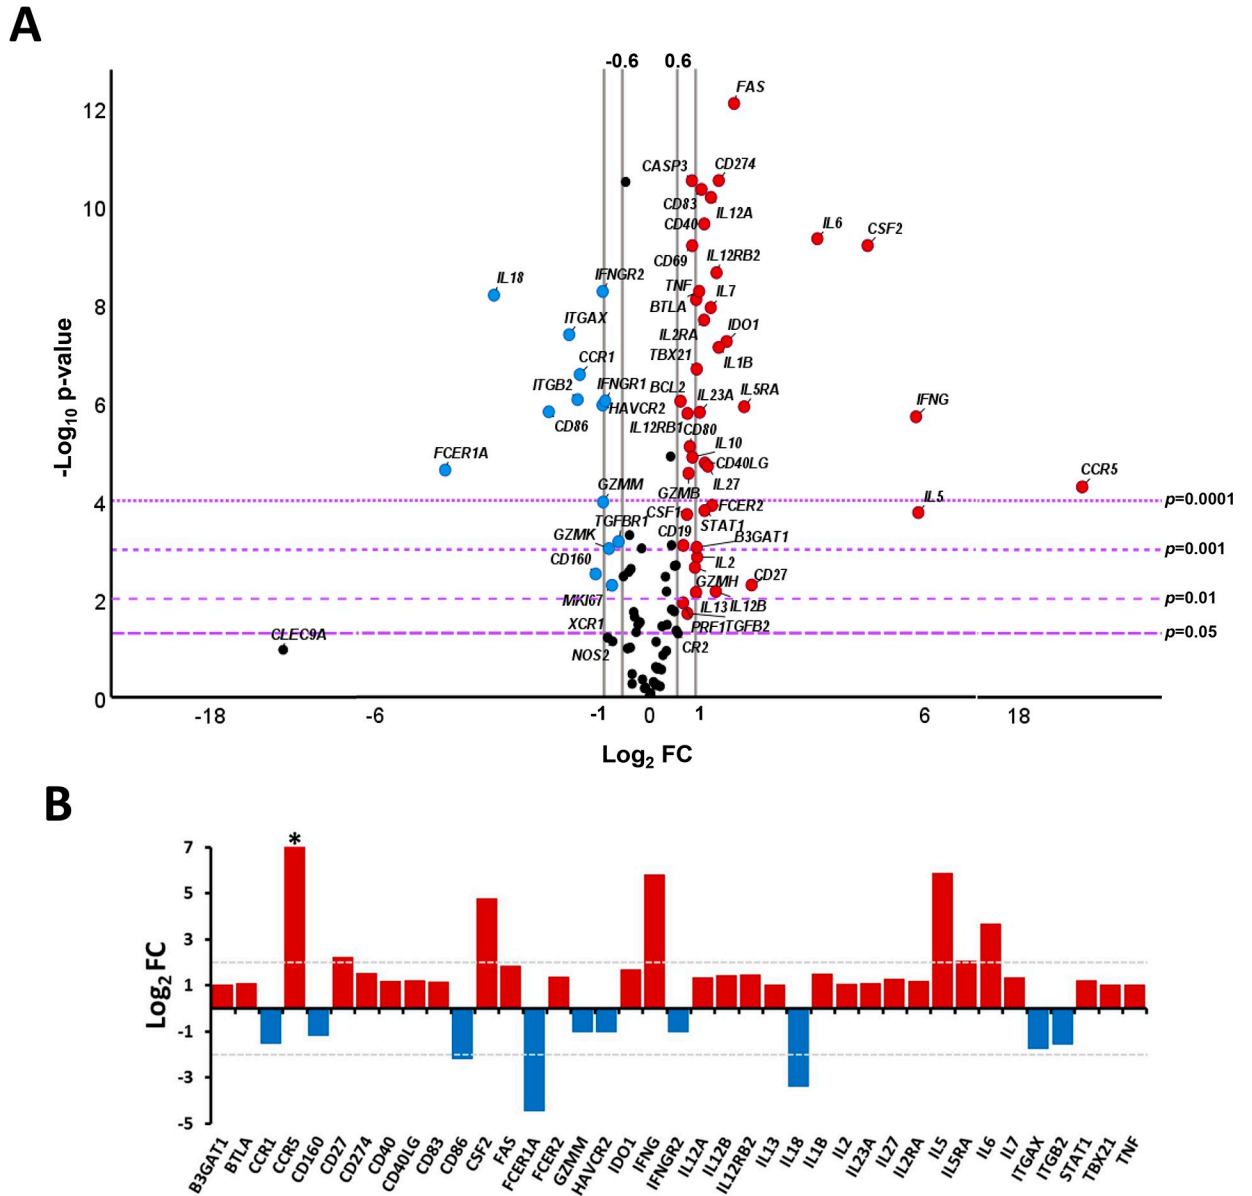 A
-0.6 0.6
FAS
12
CASP3 CD274
10
CD83 IL12A
CD40
IL6 CSF2
CD69 IL12RB2
IL18 IFNGR2
TNF IL7
8
BTLA
ITGAX IL2RA IDO1
CCR1 TBX21 IL1B
ITGB2 IFNGR1 BCL2 IL23A IL5RA
6
HAVCR2 IFNG
CD86 IL12RB1 CD80
IL10
FCER1A CD40LG CCR5
GZMM GZMB IL27
4
IL5
p=0.0001
CSF1 FCER2
TGFBR1 STAT1
GZMK CD19 B3GAT1
p=0.001
CD160 IL2 CD27
GZMH
2
MKI67 IL13 IL12B
p=0.01
XCR1 PRF1 TGFB2
CLEC9A p=0.05
NOS2 CR2
0
-Log10 p-value
-18 -6 -1 0 1 6 18
Log2 FC
B
*
7
5
3
1
-1
-3
-5
Log2 FC
B3GAT1
BTLA
CCR1
CCR5
CD160
CD27
CD274
CD40
CD40LG
CD83
CD86
CSF2
FAS
FCER1A
FCER2
GZMM
HAVCR2
IDO1
IFNG
IFNGR2
IL12A
IL12B
IL12RB2
IL13
IL18
IL1B
IL2
IL23A
IL27
IL2RA
IL5
IL5RA
IL6
IL7
ITGAX
ITGB2
STAT1
TBX21
TNF